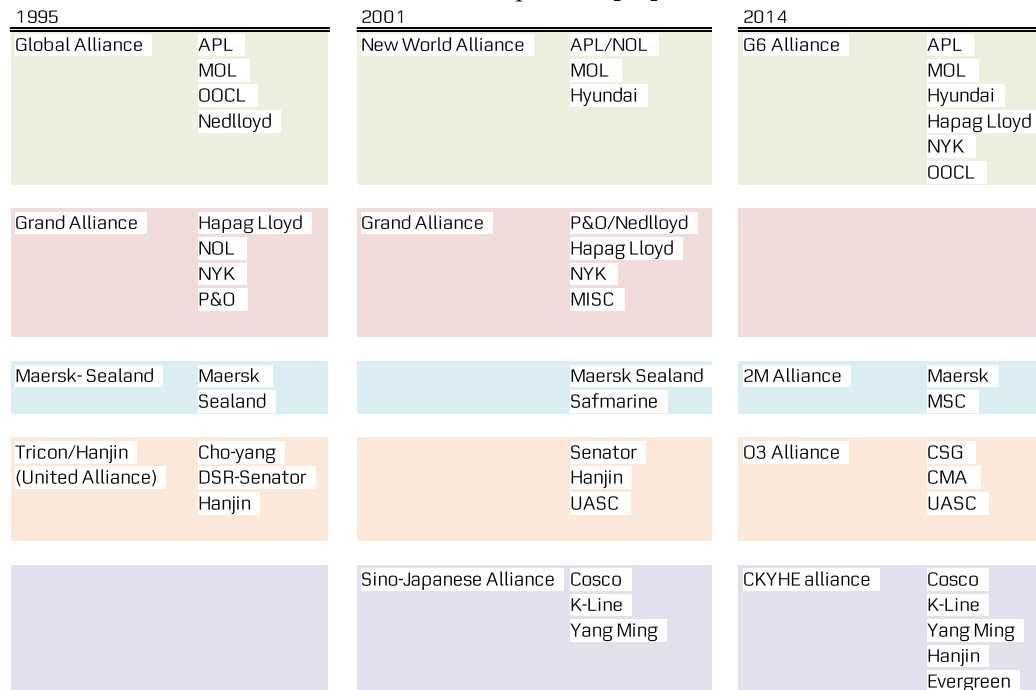 1995 2001 2014
Global Alliance APL New World Alliance APL/NOL G6 Alliance APL
MOL MOL MOL
OOCL Hyundai Hyundai
Nedlloyd Hapag Lloyd
NYK
OOCL
Grand Alliance Hapag Lloyd Grand Alliance P&O/Nedlloyd
NOL Hapag Lloyd
NYK NYK
P&O MISC
Maersk- Sealand Maersk Maersk Sealand 2M Alliance Maersk
Sealand Safmarine MSC
Tricon/Hanjin Cho-yang Senator O3 Alliance CSG
(United Alliance) DSR-Senator Hanjin CMA
Hanjin UASC UASC
Sino-Japanese Alliance Cosco CKYHE alliance Cosco
K-Line K-Line
Yang Ming Yang Ming
Hanjin
Evergreen